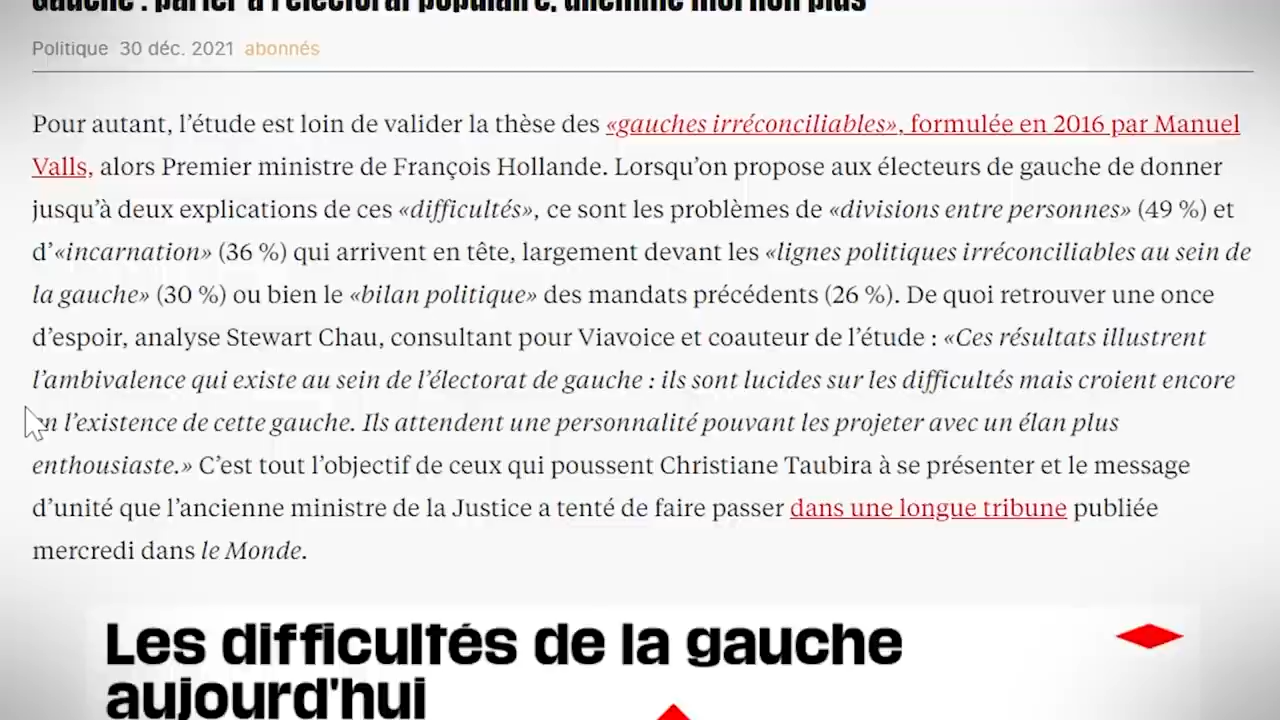 Gauche : parler à l'électorat populaire, dilemme moi non plus
Politique 30 déc. 2021 abonnés
Pour autant, l’étude est loin de valider la thèse des «gauches irréconciliables», formulée en 2016 par Manuel
Valls, alors Premier ministre de François Hollande. Lorsqu’on propose aux électeurs de gauche de donner
jusqu’à deux explications de ces «difficultés», ce sont les problèmes de «divisions entre personnes» (49 %) et
d’«incarnation» (36 %) qui arrivent en tête, largement devant les «lignes politiques irréconciliables au sein de
la gauche» (30 %) ou bien le «bilan politique» des mandats précédents (26 %). De quoi retrouver une once
d’espoir, analyse Stewart Chau, consultant pour Viavoice et coauteur de l’étude : «Ces résultats illustrent
l’ambivalence qui existe au sein de l’électorat de gauche : ils sont lucides sur les difficultés mais croient encore
en l’existence de cette gauche. Ils attendent une personnalité pouvant les projeter avec un élan plus
enthousiaste.» C’est tout l’objectif de ceux qui poussent Christiane Taubira à se présenter et le message
d’unité que l’ancienne ministre de la Justice a tenté de faire passer dans une longue tribune publiée
mercredi dans le Monde.
Les difficultés de la gauche
aujourd'hui